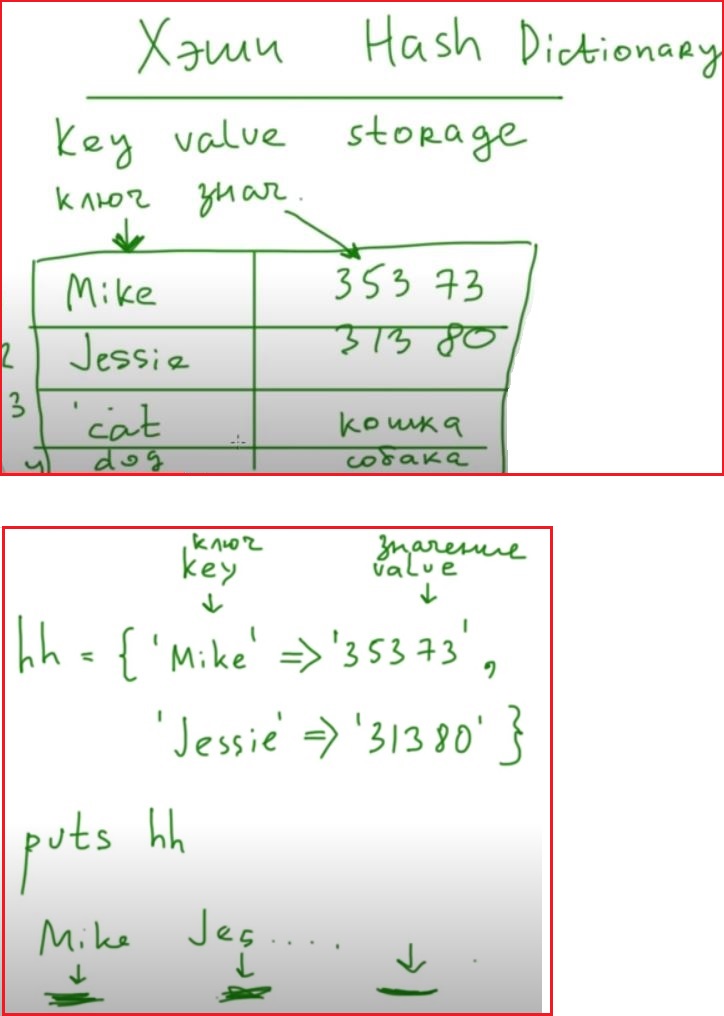 Хэши Hash Dictionary
Key value storage
ключ знач.
Mike 353 73
2 Jessie 313 80
3 'cat кошка
4) dog собака
ключ значение
key value
hh = { 'Mike' => '35373',
'Jessie' => '31380' }
puts hh
Mike Jes....